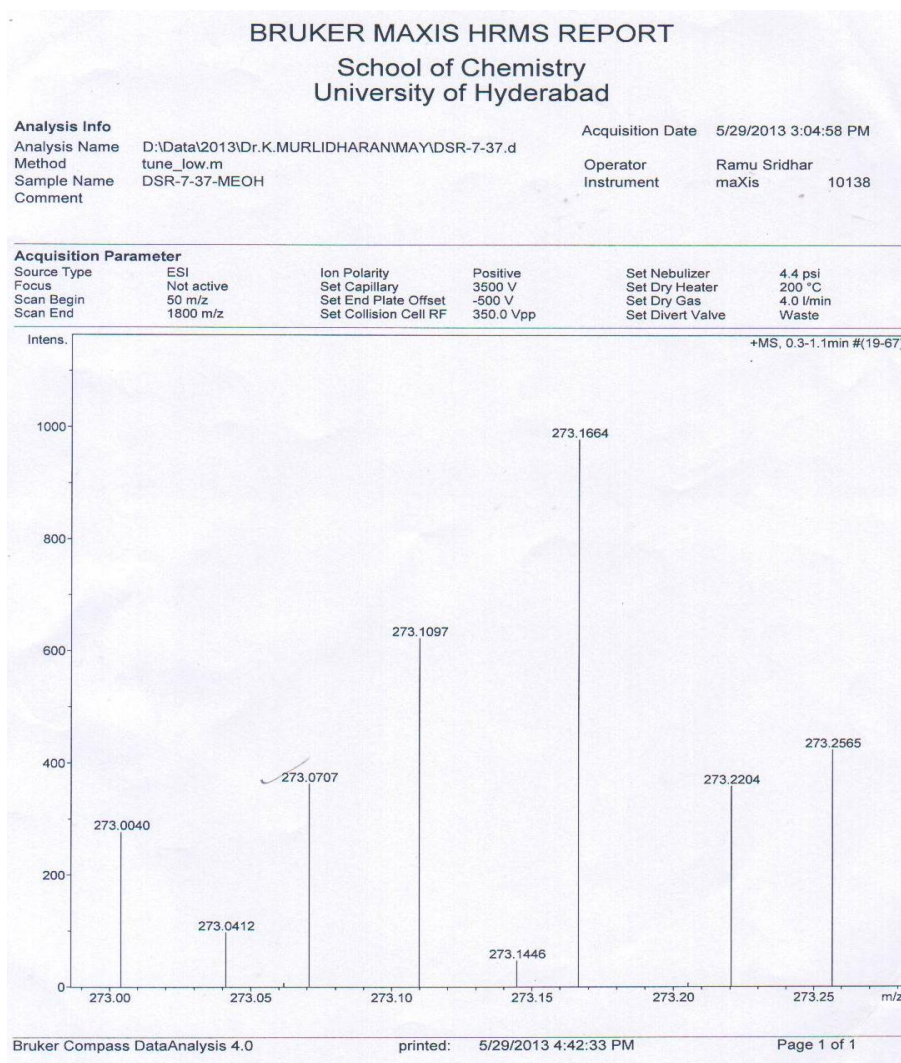 BRUKER MAXIS HRMS REPORT
School of Chemistry
University of Hyderabad
Analysis Info
Acquisition Date 5/29/2013 3:04:58 PM
Analysis Name D:\Data\2013\Dr.K.MURLIDHARAN\MAY\DSR-7-37.d
Method tune_low.m
Operator Ramu Sridhar
Sample Name DSR-7-37-MEOH
Instrument maXis 10138
Comment
Acquisition Parameter
Source Type ESI Ion Polarity Positive Set Nebulizer 4.4 psi
Focus Not active Set Capillary 3500 V Set Dry Heater 200 °C
Scan Begin 50 m/z Set End Plate Offset -500 V Set Dry Gas 4.0 l/min
Scan End 1800 m/z Set Collision Cell RF 350.0 Vpp Set Divert Valve Waste
Intens.
+MS, 0.3-1.1min #(19-67)
1000
273.1664
800
600
273.1097
400
273.0707
273.2204
273.2565
273.0040
200
273.0412
273.1446
0
273.00 273.05 273.10 273.15 273.20 273.25 m/z
Bruker Compass DataAnalysis 4.0 printed: 5/29/2013 4:42:33 PM Page 1 of 1